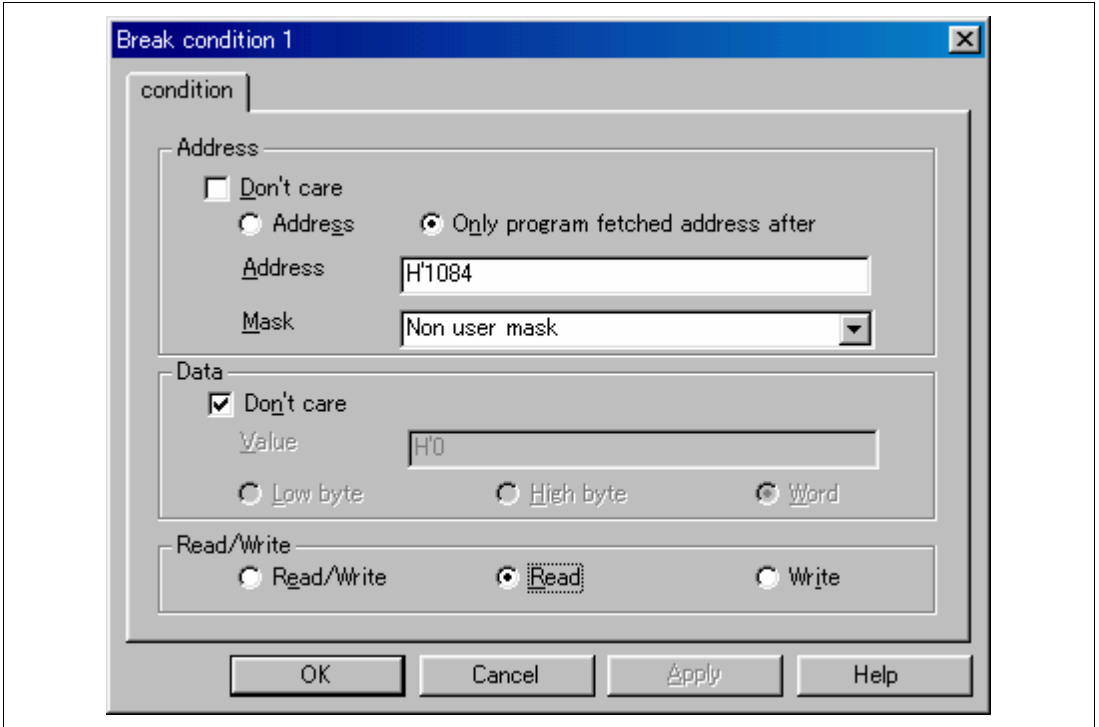 Break condition 1
condition
Address
Don't care
Address Only program fetched address after
Address H'1084
Mask Non user mask
Data
Don't care
Value H'0
Low byte High byte Word
Read/Write
Read/Write Read Write
OK Cancel Apply Help